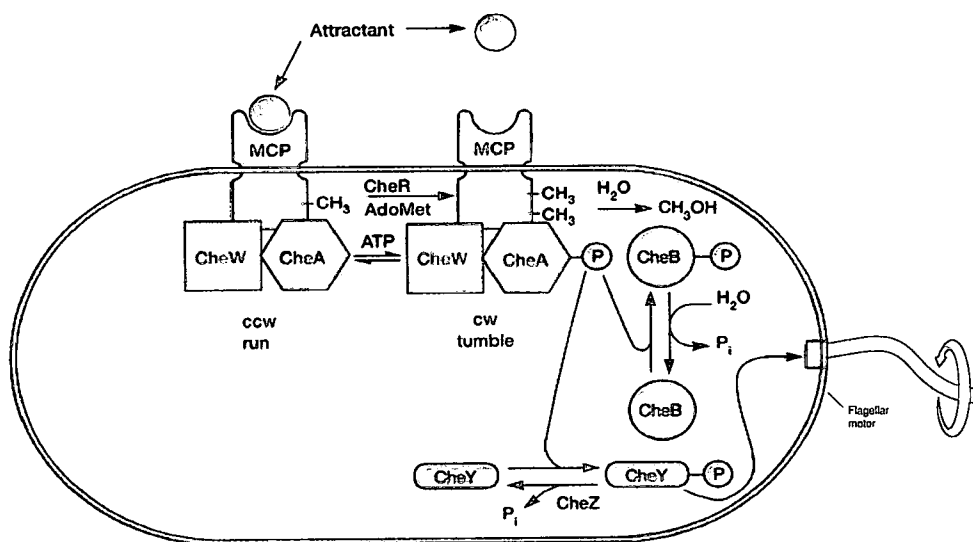 Attractant
MCP
MCP
CheR
AdoMet
CH₃
CH₃
CH₃
H₂O
CH₃OH
CheW
CheA
ATP
CheW
CheA
P
CheB
P
ccw
run
cw
tumble
H₂O
Pi
CheB
Flagellar
motor
CheY
CheY
P
CheZ
Pi